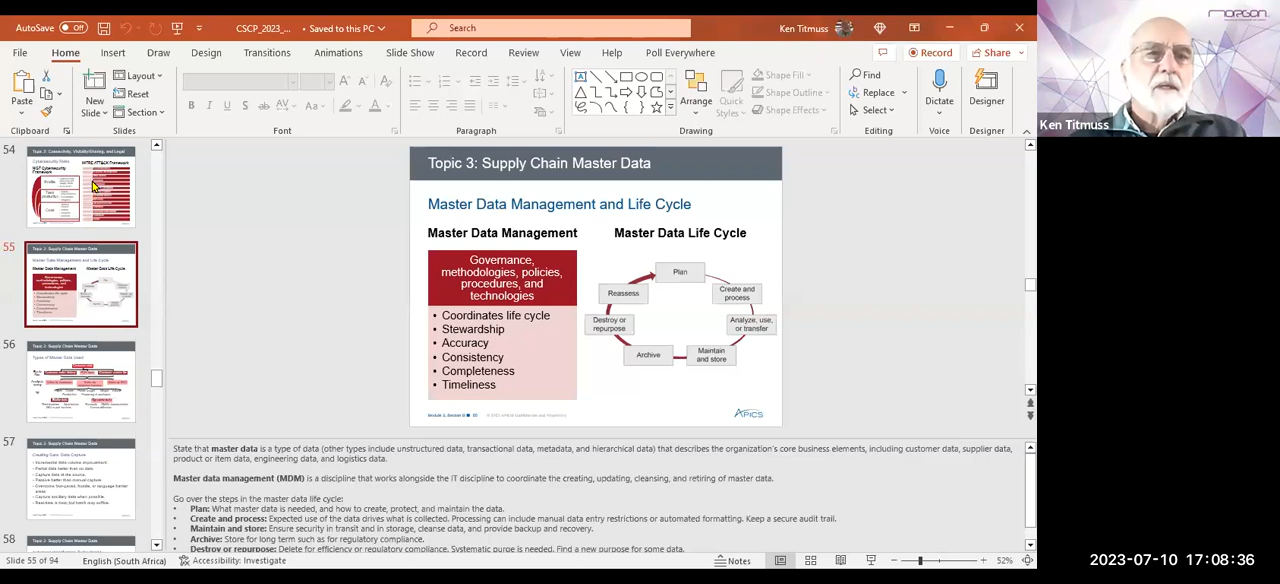 AutoSave Off CSCP_2023_... • Saved to this PC Search Ken Titmuss
File Home Insert Draw Design Transitions Animations Slide Show Record Review View Help Poll Everywhere Record Share
Paste New Slide Layout Reset Section Arrange Quick Styles Shape Fill Shape Outline Shape Effects Find Replace Select Dictate Designer
Clipboard Slides Font Paragraph Drawing Editing Voice Designer
MORGON
Ken Titmuss
54
55
56
57
58
Topic 3: Supply Chain Master Data
Master Data Management and Life Cycle
Master Data Management
Governance,
methodologies, policies,
procedures, and
technologies
• Coordinates life cycle
• Stewardship
• Accuracy
• Consistency
• Completeness
• Timeliness
Master Data Life Cycle
Plan
Create and
process
Analyze, use,
or transfer
Maintain
and store
Archive
Destroy or
repurpose
Reassess
APICS
State that master data is a type of data (other types include unstructured data, transactional data, metadata, and hierarchical data) that describes the organization's core business elements, including customer data, supplier data,
product or item data, engineering data, and logistics data.
Master data management (MDM) is a discipline that works alongside the IT discipline to coordinate the creating, updating, cleansing, and retiring of master data.
Go over the steps in the master data life cycle:
• Plan: What master data is needed, and how to create, protect, and maintain the data.
• Create and process: Expected use of the data drives what is collected. Processing can include manual data entry restrictions or automated formatting. Keep a secure audit trail.
• Maintain and store: Ensure security in transit and in storage, cleanse data, and provide backup and recovery.
• Archive: Store for long term such as for regulatory compliance.
• Destroy or repurpose: Delete for efficiency or regulatory compliance. Systematic purge is needed. Find a new purpose for some data.
Slide 55 of 94 English (South Africa) Accessibility: Investigate Notes 52%
2023-07-10 17:08:36